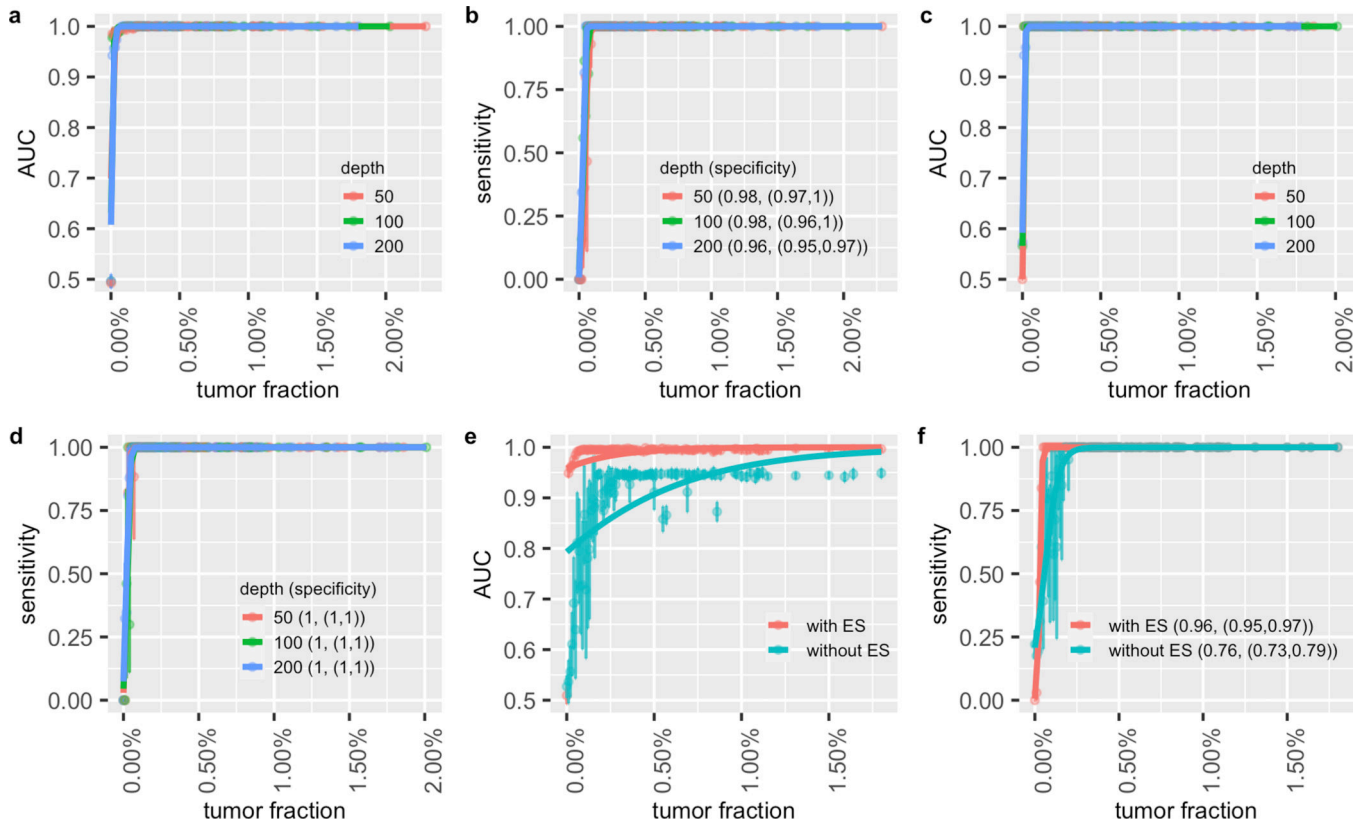 a
1.0
0.9
0.8
0.7
0.6
0.5
AUC
depth
50
100
200
0.00%
0.50%
1.00%
1.50%
2.00%
tumor fraction
b
1.00
0.75
0.50
0.25
0.00
sensitivity
depth (specificity)
50 (0.98, (0.97,1))
100 (0.98, (0.96,1))
200 (0.96, (0.95,0.97))
0.00%
0.50%
1.00%
1.50%
2.00%
tumor fraction
c
1.0
0.9
0.8
0.7
0.6
0.5
AUC
depth
50
100
200
0.00%
0.50%
1.00%
1.50%
2.00%
tumor fraction
d
1.00
0.75
0.50
0.25
0.00
sensitivity
depth (specificity)
50 (1, (1,1))
100 (1, (1,1))
200 (1, (1,1))
0.00%
0.50%
1.00%
1.50%
2.00%
tumor fraction
e
1.0
0.9
0.8
0.7
0.6
0.5
AUC
with ES
without ES
0.00%
0.50%
1.00%
1.50%
tumor fraction
f
1.00
0.75
0.50
0.25
0.00
sensitivity
with ES (0.96, (0.95,0.97))
without ES (0.76, (0.73,0.79))
0.00%
0.50%
1.00%
1.50%
tumor fraction